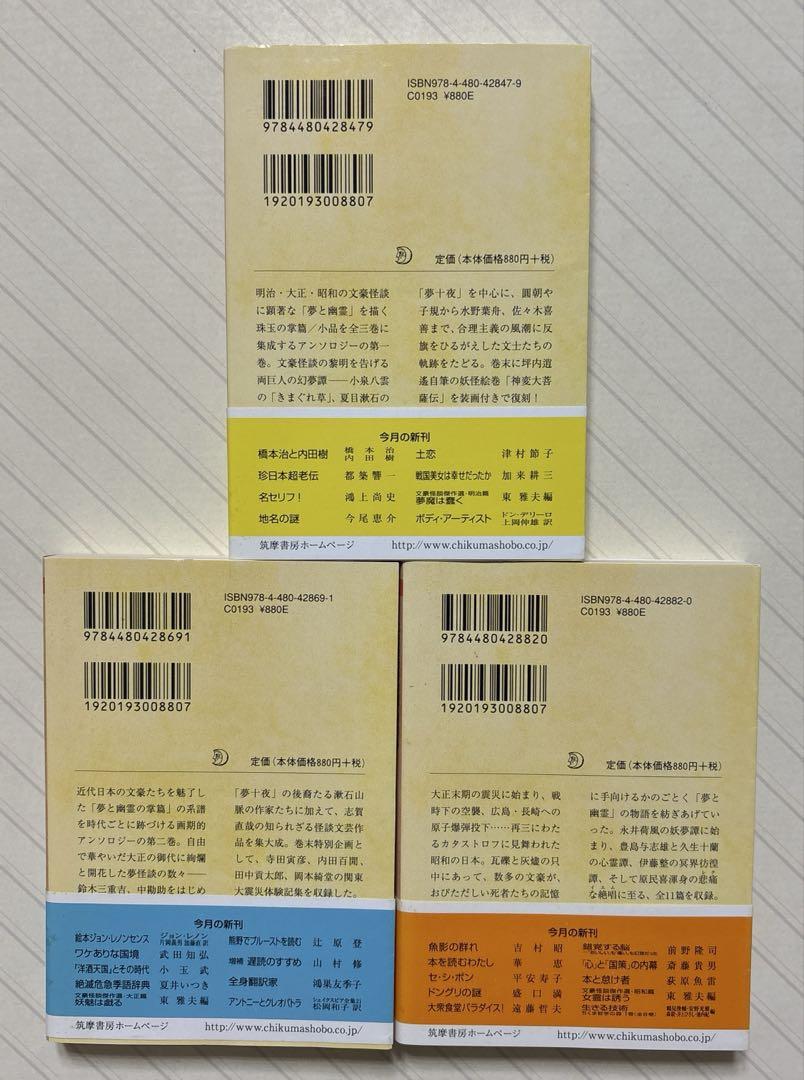 ISBN978-4-480-42847-9
C0193 ¥880E
9784480428479
1920193008807
定価(本体価格880円+税)
明治・大正・昭和の文豪怪談
に顕著な「夢と幽霊」を描く
珠玉の掌篇／小品を全三巻に
集成するアンソロジーの第一
巻。文豪怪談の黎明を告げる
両巨人の幻夢譚——小泉八雲
の「きまぐれ草」、夏目漱石の
「夢十夜」を中心に、圓朝や
子規から水野葉舟、佐々木喜
善まで、合理主義の風潮に反
旗をひるがえした文士たちの
軌跡をたどる。巻末に坪内逍
遙自筆の妖怪絵巻「神変大菩
薩伝」を装画付きで復刻！
今月の新刊
橋本治と内田樹 橋本治 内田樹
珍日本超老伝 都築響一
名セリフ！ 鴻上尚史
地名の謎 今尾恵介
土恋 津村節子
戦国美女は幸せだったか 加来耕三
文豪怪談傑作選・明治篇
夢魔は蠢く 東雅夫編
ボディ・アーティスト ドン・デリーロ 上岡伸雄 訳
筑摩書房ホームページ http://www.chikumashobo.co.jp/
ISBN978-4-480-42869-1
C0193 ¥880E
9784480428691
1920193008807
定価(本体価格880円+税)
近代日本の文豪たちを魅了し
た「夢と幽霊の掌篇」の系譜
を時代ごとに跡づける画期的
アンソロジーの第二巻。自由
で華やいだ大正の御代に絢爛
と開花した夢怪談の数々——
鈴木三重吉、中勘助をはじめ
「夢十夜」の後裔たる漱石山
脈の作家たちに加えて、志賀
直哉の知られざる怪談文芸作
品を集成。巻末特別企画と
して、寺田寅彦、内田百閒、
田中貢太郎、岡本綺堂の関東
大震災体験記集を収録した。
今月の新刊
絵本ジョン・レノンセンス ジョン・レノン 片岡義男 加藤直 訳
ワケありな国境 武田知弘
「洋酒天国」とその時代 小玉武
絶滅危急季語辞典 夏井いつき
文豪怪談傑作選・大正篇
妖魅は戯る 東雅夫編
熊野でプルーストを読む 辻原登
増補 遅読のすすめ 山村修
全身翻訳家 鴻巣友季子
アントニーとクレオパトラ シェイクスピア全集21 松岡和子 訳
筑摩書房ホームページ http://www.chikumashobo.co.jp/
ISBN978-4-480-42882-0
C0193 ¥880E
9784480428820
1920193008807
定価(本体価格880円+税)
大正末期の震災に始まり、戦
時下の空襲、広島・長崎への
原子爆弾投下……再三にわた
るカタストロフに見舞われた
昭和の日本。瓦礫と灰燼の只
中にあって、数多の文豪が、
おびただしい死者たちの記憶
に手向けるかのごとく「夢と
幽霊」の物語を紡ぎあげてい
った。永井荷風の妖夢譚に始
まり、豊島与志雄と久生十蘭
の心霊譚、伊藤整の冥界彷徨
譚、そして原民喜渾身の悲痛
な絶唱に至る、全11篇を収録。
今月の新刊
魚影の群れ 吉村昭
本を読むわたし 華恵
セ・シ・ボン 平安寿子
ドングリの謎 盛口満
大衆食堂パラダイス！ 遠藤哲夫
錯覚する脳 前野隆司
「心」と「国策」の内幕 斎藤貴男
本と怠け者 荻原魚雷
文豪怪談傑作選・昭和篇
女霊は誘う 東雅夫編
生きる技術
筑摩書房ホームページ http://www.chikumashobo.co.jp/